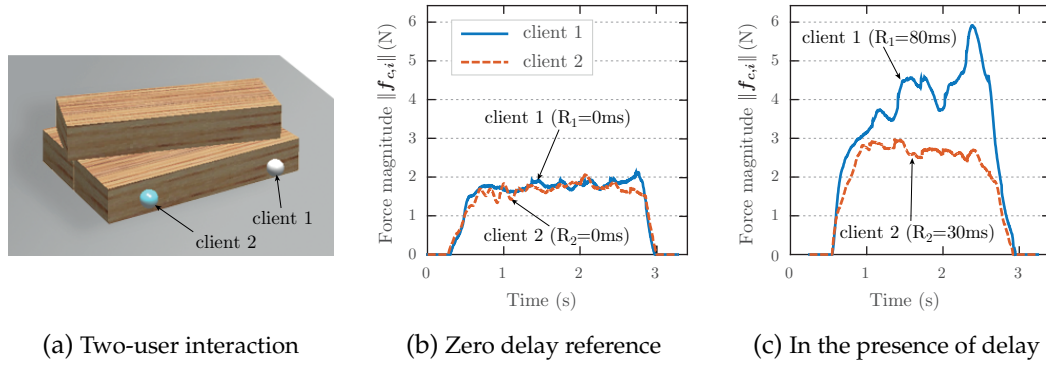 client 1
client 2
(a) Two-user interaction
Force magnitude ‖f_{c,i}‖ (N)
6
5
4
3
2
1
0
client 1
client 2
client 1 (R₁=0ms)
client 2 (R₂=0ms)
0 1 2 3
Time (s)
(b) Zero delay reference
Force magnitude ‖f_{c,i}‖ (N)
6
5
4
3
2
1
0
client 1 (R₁=80ms)
client 2 (R₂=30ms)
0 1 2 3
Time (s)
(c) In the presence of delay